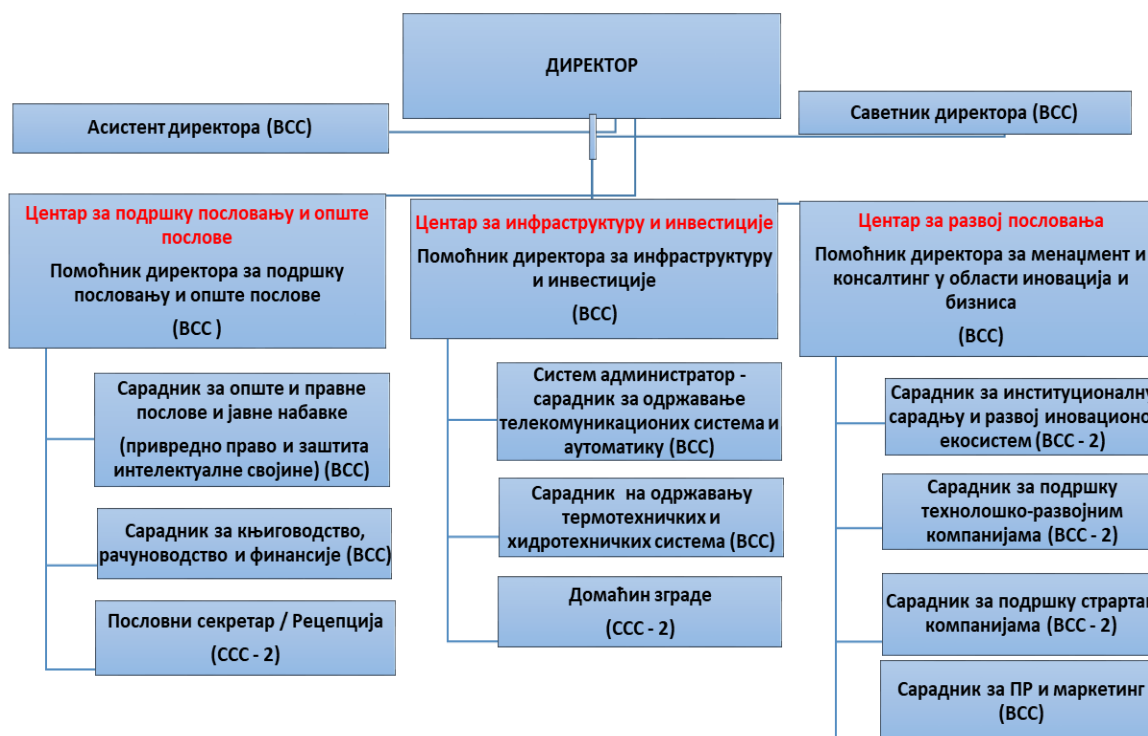 ДИРЕКТОР
Асистент директора (ВСС)
Саветник директора (ВСС)
Центар за подршку пословању и опште
послове
Помоћник директора за подршку
пословању и опште послове
(ВСС )
Сарадник за опште и правне
послове и јавне набавке
(привредно право и заштита
интелектуалне својине) (ВСС)
Сарадник за књиговодство,
рачуноводство и финансије (ВСС)
Пословни секретар / Рецепција
(ССС - 2)
Центар за инфраструктуру и инвестиције
Помоћник директора за инфраструктуру
и инвестиције
(ВСС)
Систем администратор -
сарадник за одржавање
телекомуникационих система и
аутоматику (ВСС)
Сарадник на одржавању
термотехничких и
хидротехничких система (ВСС)
Домаћин зграде
(ССС - 2)
Центар за развој пословања
Помоћник директора за менаџмент и
консалтинг у области иновација и
бизниса
(ВСС)
Сарадник за институционалну
сарадњу и развој иновационо
екосистем (ВСС - 2)
Сарадник за подршку
технолошко-развојним
компанијама (ВСС - 2)
Сарадник за подршку страртап
компанијама (ВСС - 2)
Сарадник за ПР и маркетинг
(ВСС)